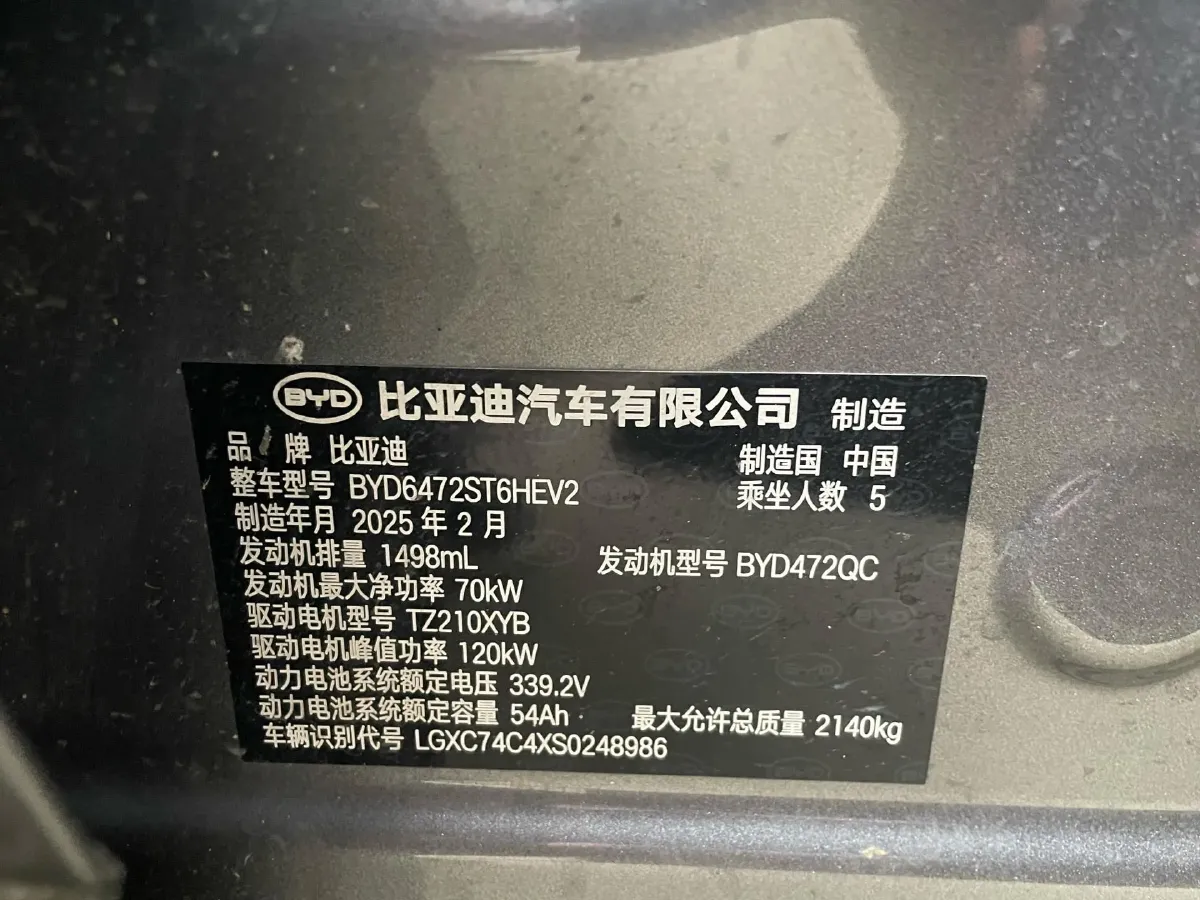 BYD 比亚迪汽车有限公司 制造
品 牌 比亚迪 制造国 中国
整车型号 BYD6472ST6HEV2 乘坐人数 5
制造年月 2025 年 2 月
发动机排量 1498mL 发动机型号 BYD472QC
发动机最大净功率 70kW
驱动电机型号 TZ210XYB
驱动电机峰值功率 120kW
动力电池系统额定电压 339.2V
动力电池系统额定容量 54Ah 最大允许总质量 2140kg
车辆识别代号 LGXC74C4XS0248986